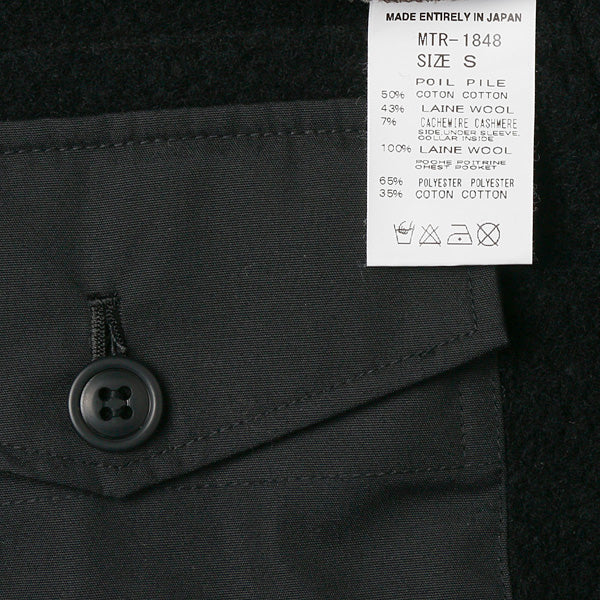 MADE ENTIRELY IN JAPAN
MTR-1848
SIZE S
POIL PILE
50% COTON COTTON
43% LAINE WOOL
7% CACHEMIRE CASHMERE
SIDE,UNDER SLEEVE,
COLLAR INSIDE
100% LAINE WOOL
POCHE POITRINE
CHEST POCKET
65% POLYESTER POLYESTER
35% COTON COTTON